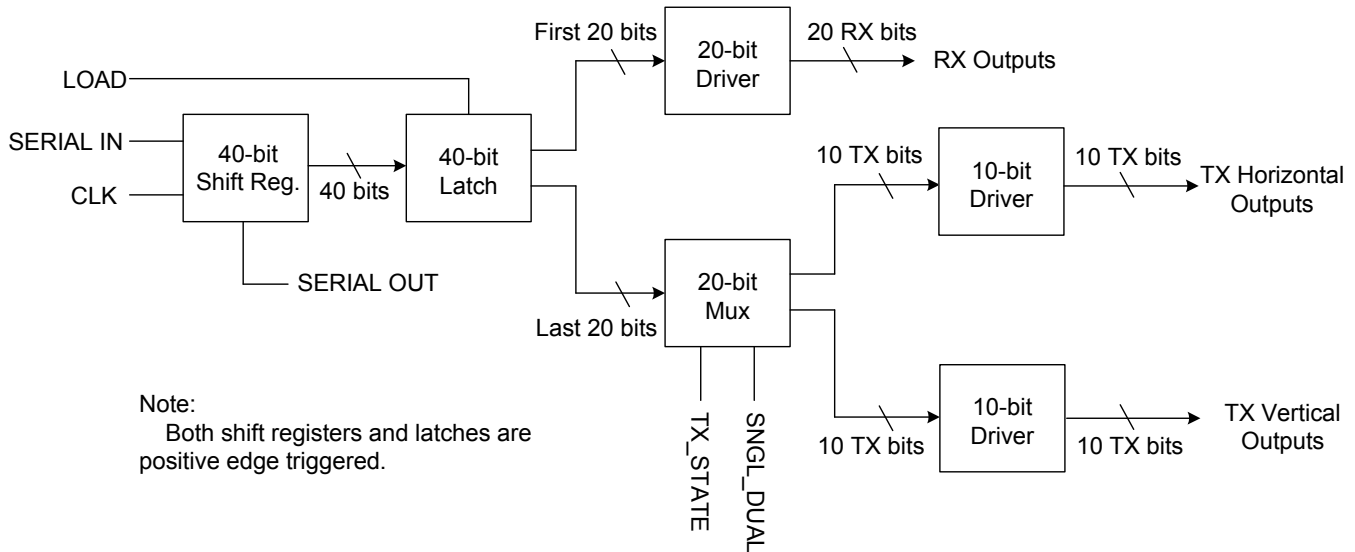 First 20 bits
20-bit
Driver
20 RX bits
RX Outputs
LOAD
SERIAL IN
CLK
40-bit
Shift Reg.
40 bits
40-bit
Latch
SERIAL OUT
10 TX bits
10-bit
Driver
10 TX bits
TX Horizontal
Outputs
Last 20 bits
20-bit
Mux
TX_STATE
SNGL_DUAL
10 TX bits
10-bit
Driver
10 TX bits
TX Vertical
Outputs
Note:
Both shift registers and latches are
positive edge triggered.